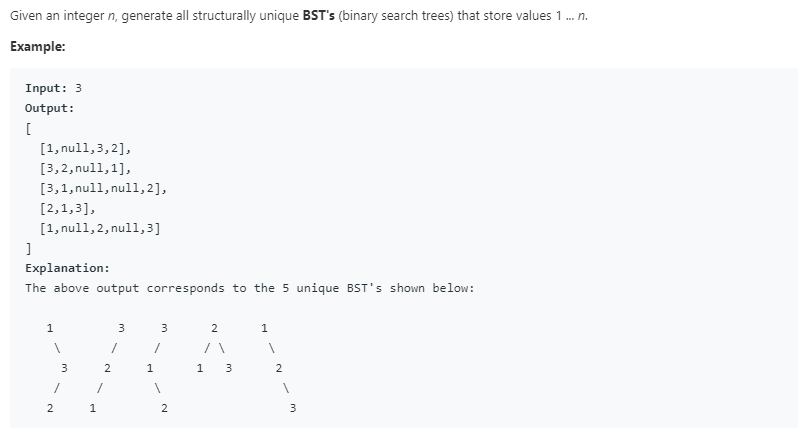 Given an integer n, generate all structurally unique BST's (binary search trees) that store values 1 ... n.
Example:
Input: 3
Output:
[
  [1,null,3,2],
  [3,2,null,1],
  [3,1,null,null,2],
  [2,1,3],
  [1,null,2,null,3]
]
Explanation:
The above output corresponds to the 5 unique BST's shown below:
   1         3     3      2      1
    \       /     /      / \      \
     3     2     1      1   3      2
    /     /       \                 \
   2     1         2                 3